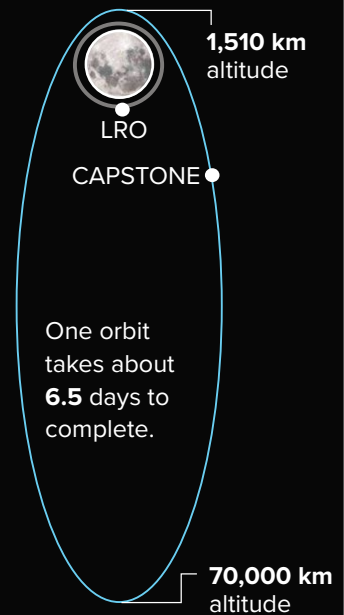 1,510 km
altitude
LRO
CAPSTONE
One orbit
takes about
6.5 days to
complete.
70,000 km
altitude